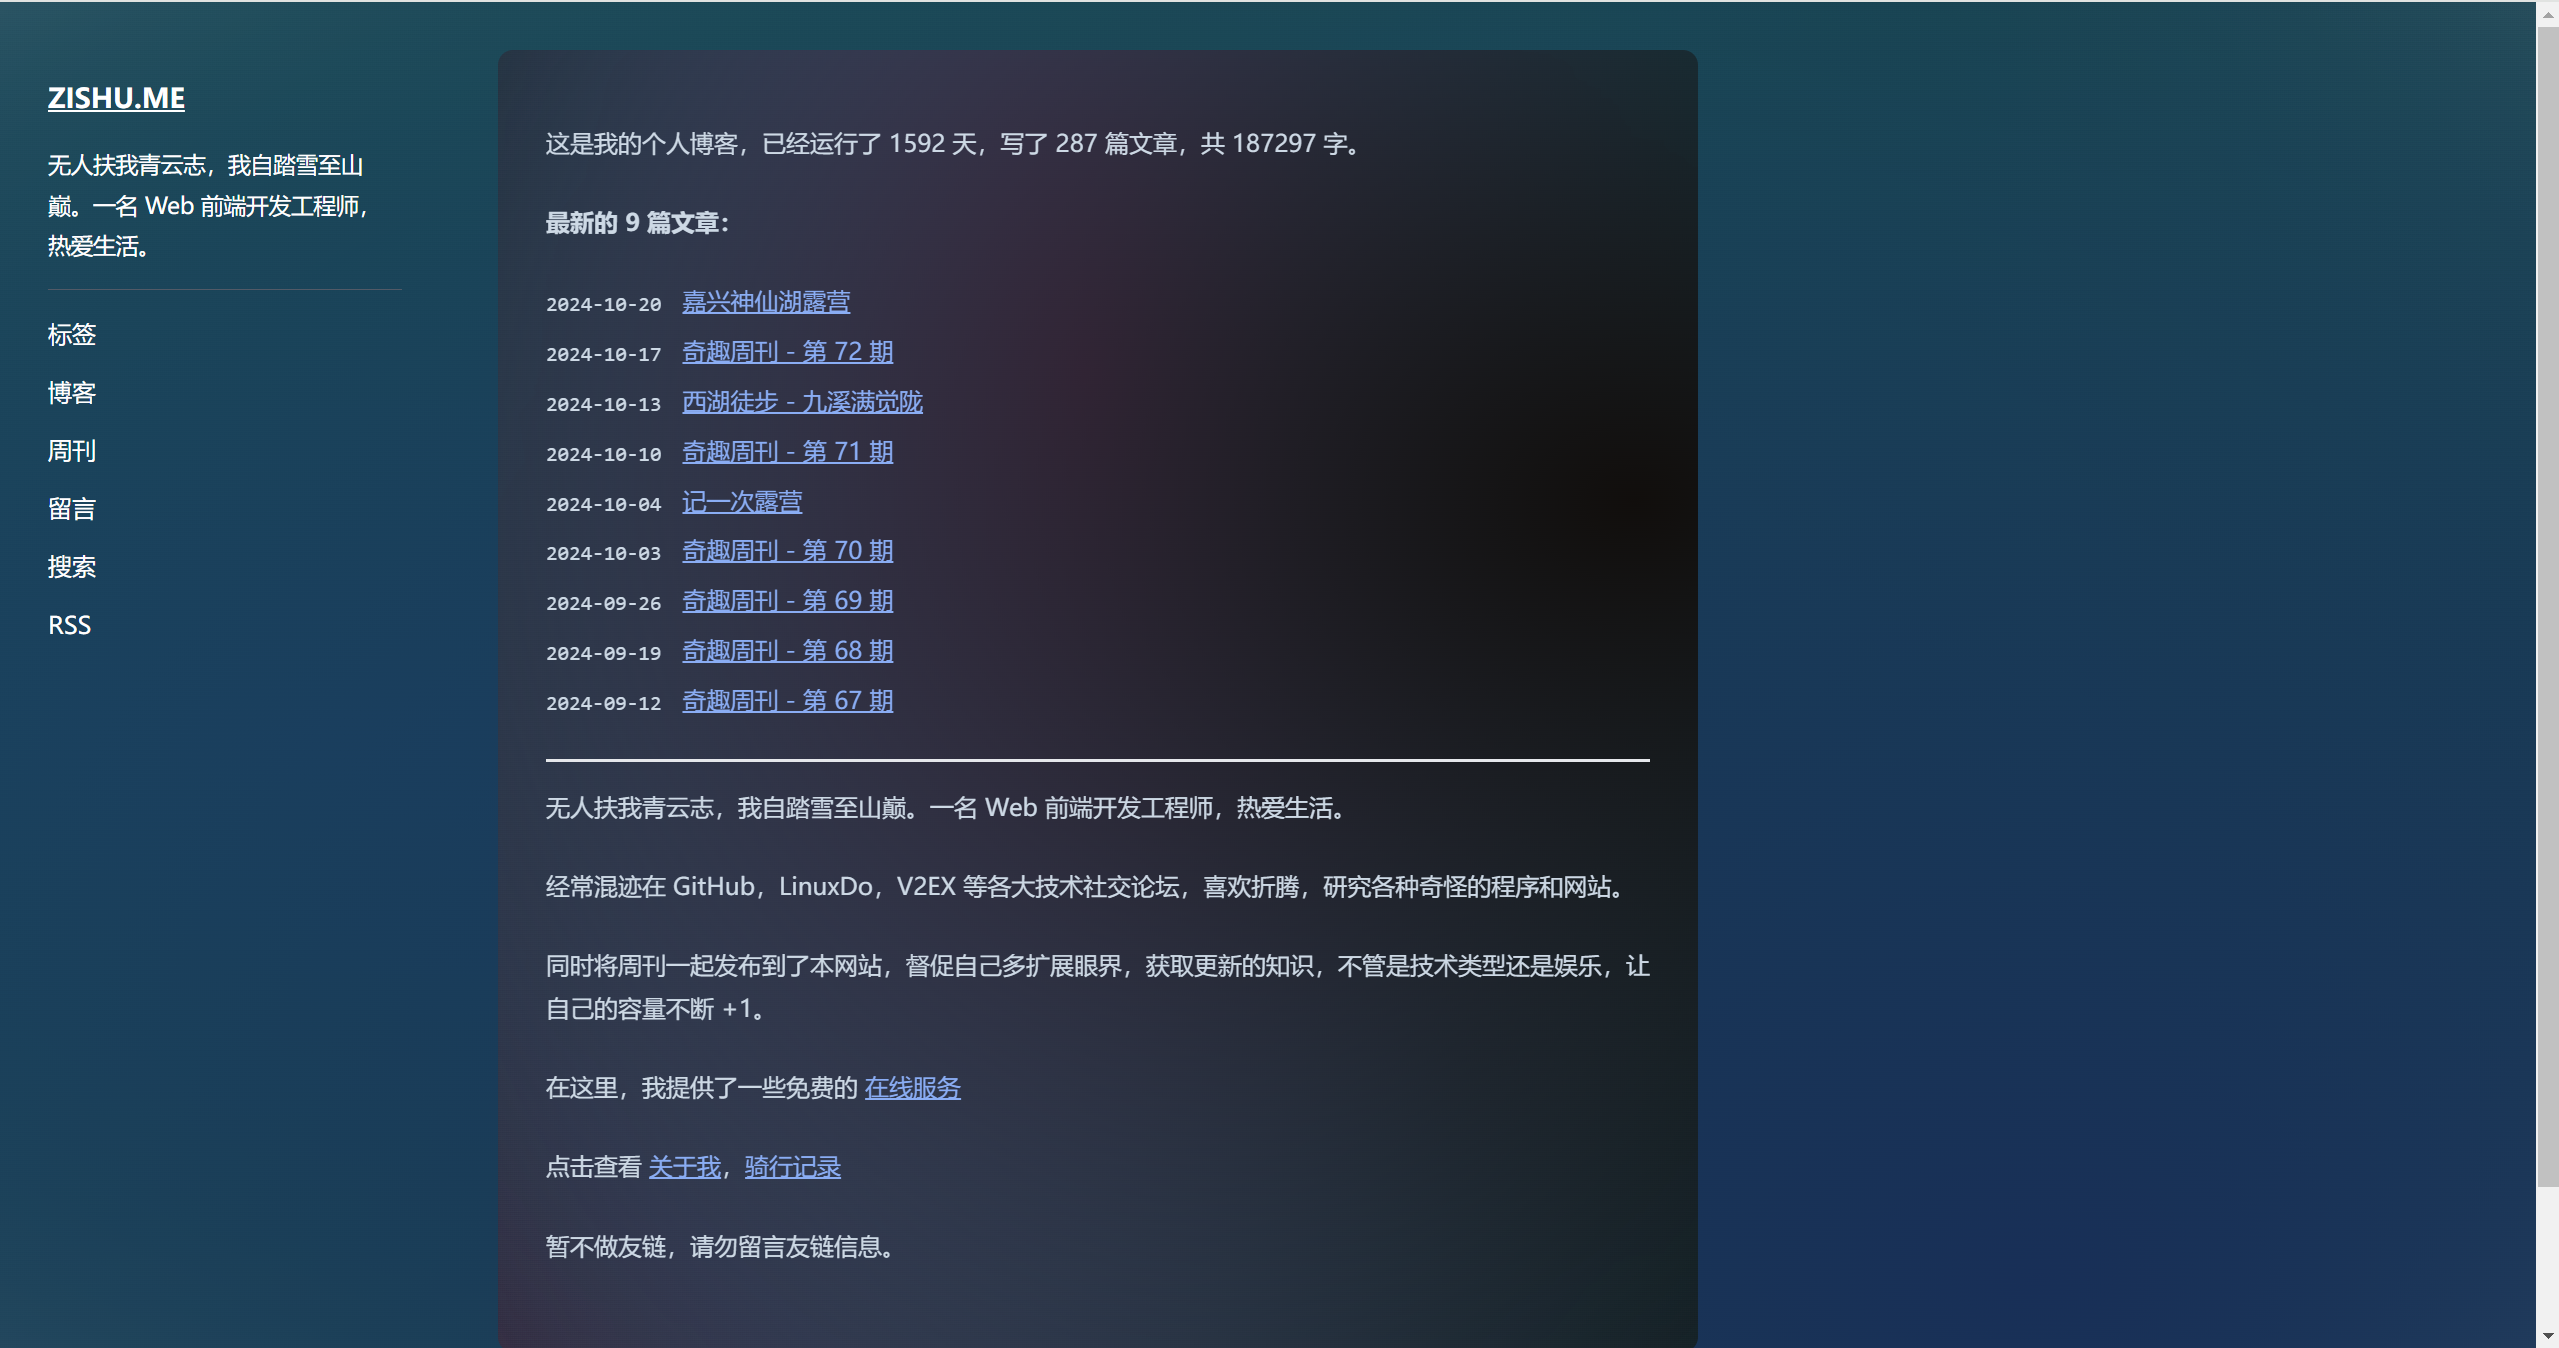 ZISHU.ME
无人扶我青云志，我自踏雪至山
巅。一名 Web 前端开发工程师，
热爱生活。
标签
博客
周刊
留言
搜索
RSS
这是我的个人博客，已经运行了 1592 天，写了 287 篇文章，共 187297 字。
最新的 9 篇文章：
2024-10-20 嘉兴神仙湖露营
2024-10-17 奇趣周刊 - 第 72 期
2024-10-13 西湖徒步 - 九溪满觉陇
2024-10-10 奇趣周刊 - 第 71 期
2024-10-04 记一次露营
2024-10-03 奇趣周刊 - 第 70 期
2024-09-26 奇趣周刊 - 第 69 期
2024-09-19 奇趣周刊 - 第 68 期
2024-09-12 奇趣周刊 - 第 67 期
无人扶我青云志，我自踏雪至山巅。一名 Web 前端开发工程师，热爱生活。
经常混迹在 GitHub，LinuxDo，V2EX 等各大技术社交论坛，喜欢折腾，研究各种奇怪的程序和网站。
同时将周刊一起发布到了本网站，督促自己多扩展眼界，获取更新的知识，不管是技术类型还是娱乐，让
自己的容量不断 +1。
在这里，我提供了一些免费的 在线服务
点击查看 关于我，骑行记录
暂不做友链，请勿留言友链信息。